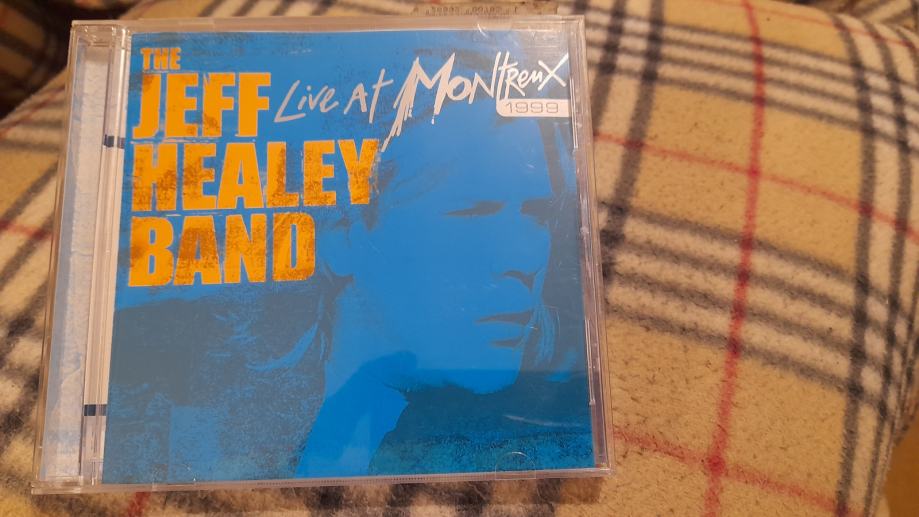 THE
JEFF
HEALEY
BAND
Live At MONTReuX
1999